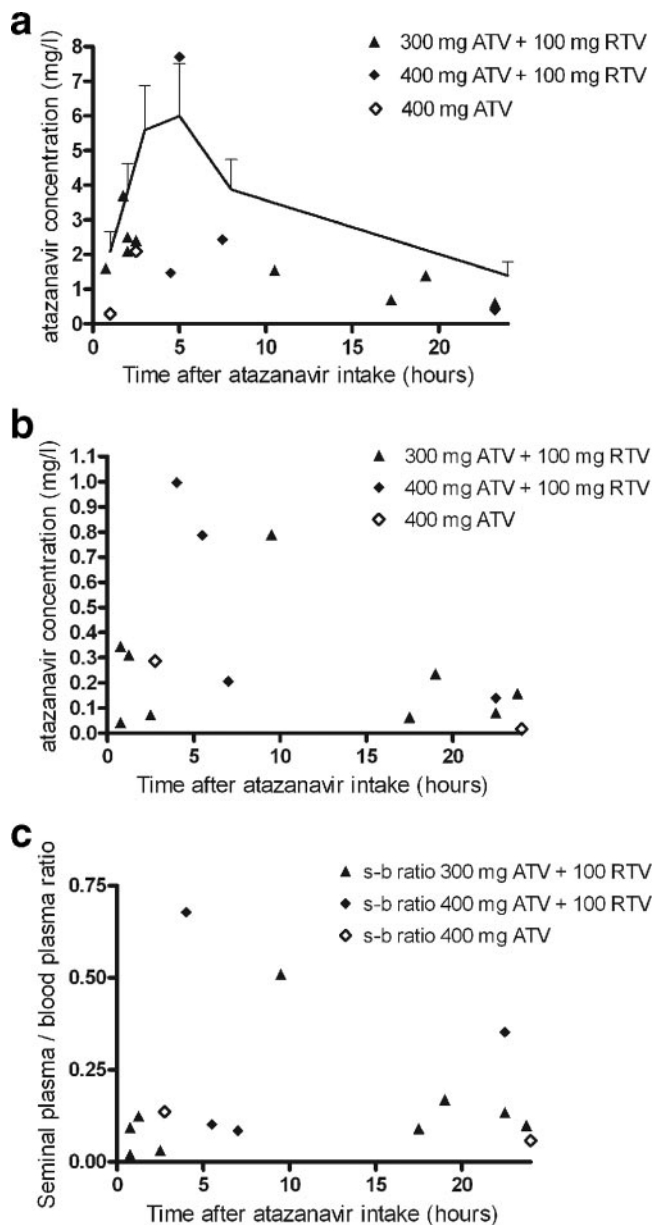 a
atazanavir concentration (mg/l)
8
7
6
5
4
3
2
1
0
0 5 10 15 20
Time after atazanavir intake (hours)
300 mg ATV + 100 mg RTV
400 mg ATV + 100 mg RTV
400 mg ATV
b
atazanavir concentration (mg/l)
1.1
1.0
0.9
0.8
0.7
0.6
0.5
0.4
0.3
0.2
0.1
0.0
0 5 10 15 20
Time after atazanavir intake (hours)
300 mg ATV + 100 mg RTV
400 mg ATV + 100 mg RTV
400 mg ATV
c
Seminal plasma / blood plasma ratio
0.75
0.50
0.25
0.00
0 5 10 15 20
Time after atazanavir intake (hours)
s-b ratio 300 mg ATV + 100 RTV
s-b ratio 400 mg ATV + 100 RTV
s-b ratio 400 mg ATV